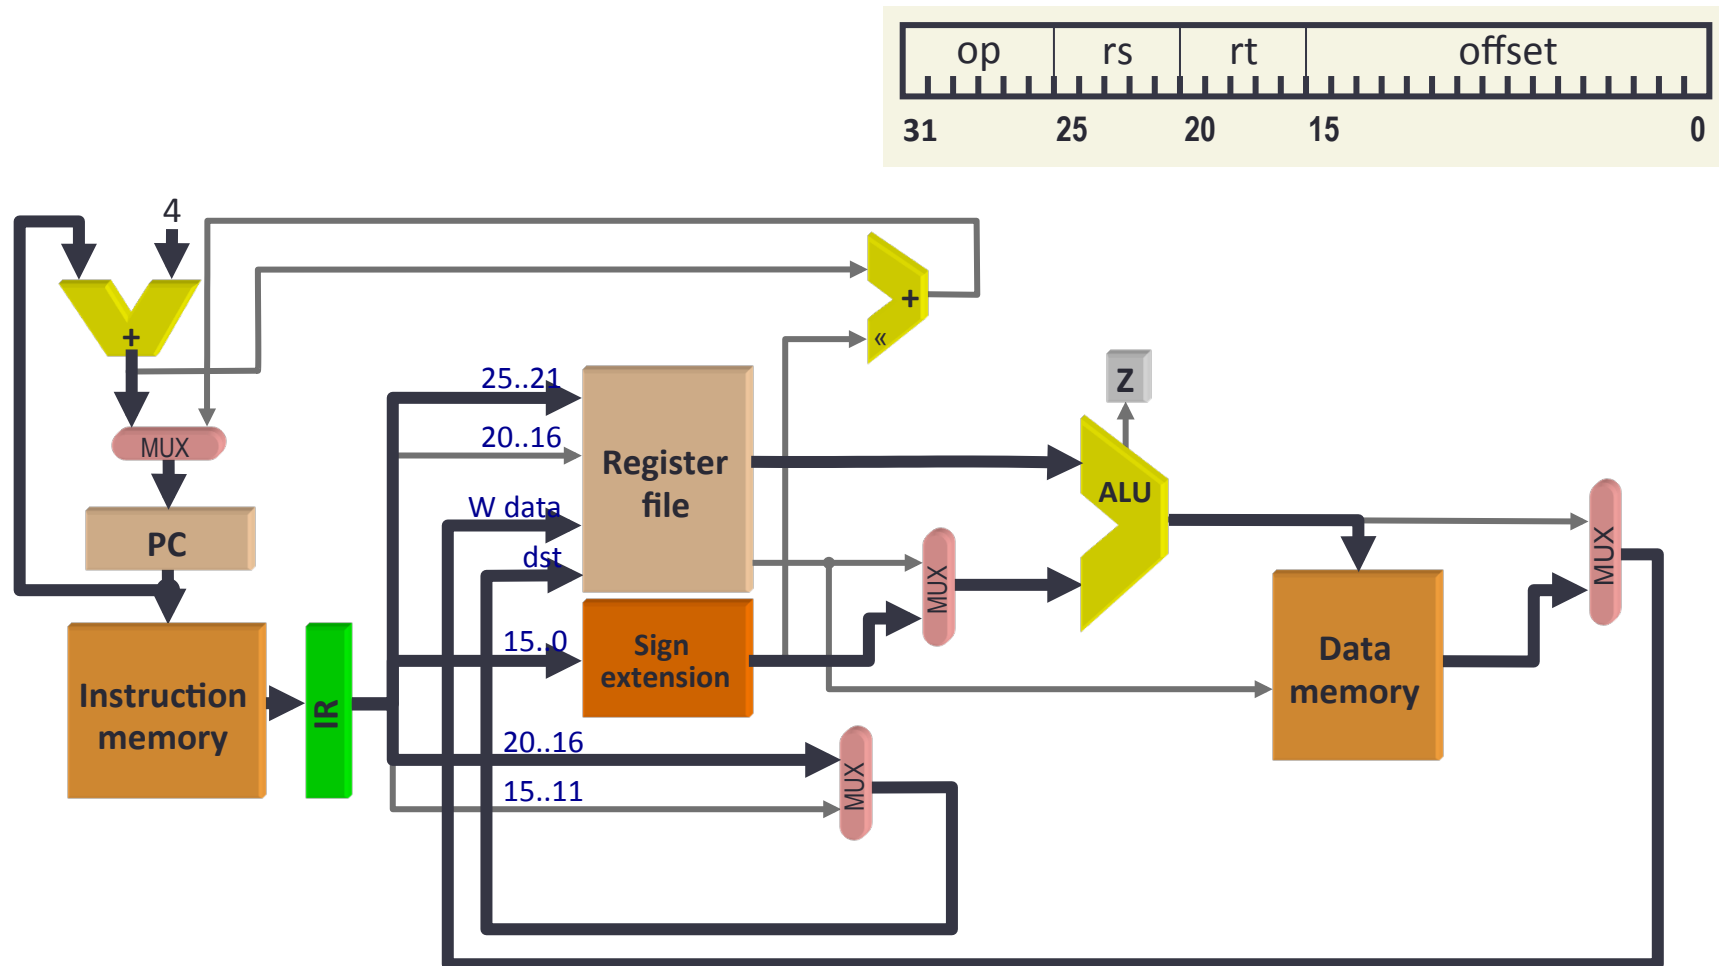 op rs rt offset
31 25 20 15 0
4
+
+
«
25..21
Z
20..16
MUX
Register
file
ALU
W data
PC
dst
MUX
MUX
15..0
Sign
extension
Data
memory
Instruction
memory
IR
20..16
MUX
15..11